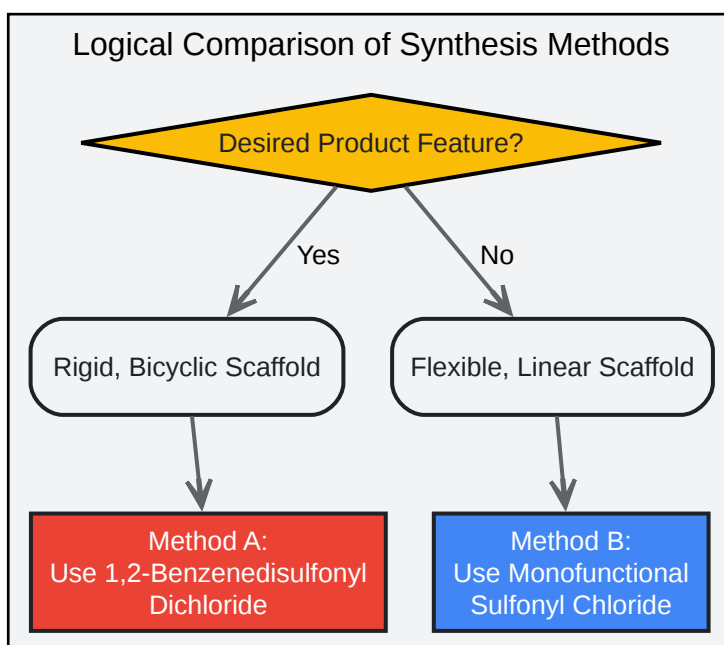 Logical Comparison of Synthesis Methods
Desired Product Feature?
Yes
No
Rigid, Bicyclic Scaffold
Flexible, Linear Scaffold
Method A:
Use 1,2-Benzenedisulfonyl
Dichloride
Method B:
Use Monofunctional
Sulfonyl Chloride